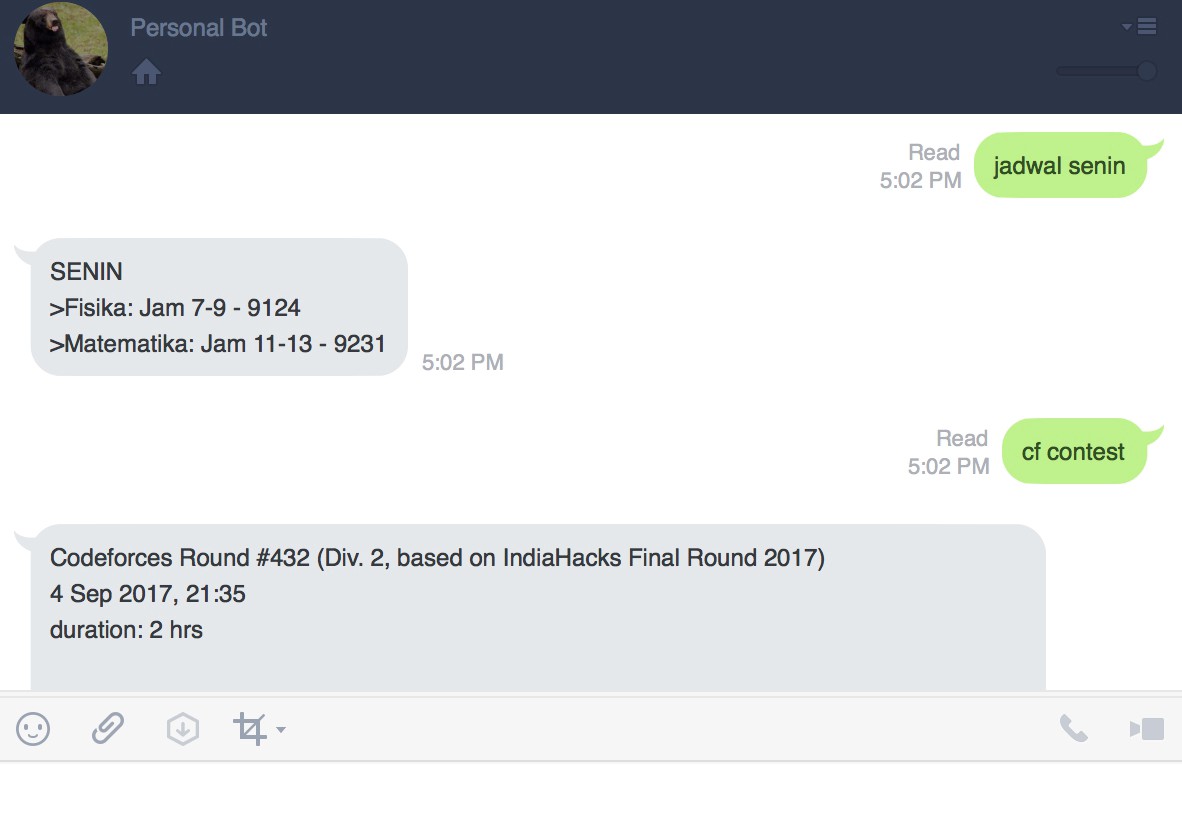 Personal Bot
Read
5:02 PM
jadwal senin
SENIN
>Fisika: Jam 7-9 - 9124
>Matematika: Jam 11-13 - 9231
5:02 PM
Read
5:02 PM
cf contest
Codeforces Round #432 (Div. 2, based on IndiaHacks Final Round 2017)
4 Sep 2017, 21:35
duration: 2 hrs